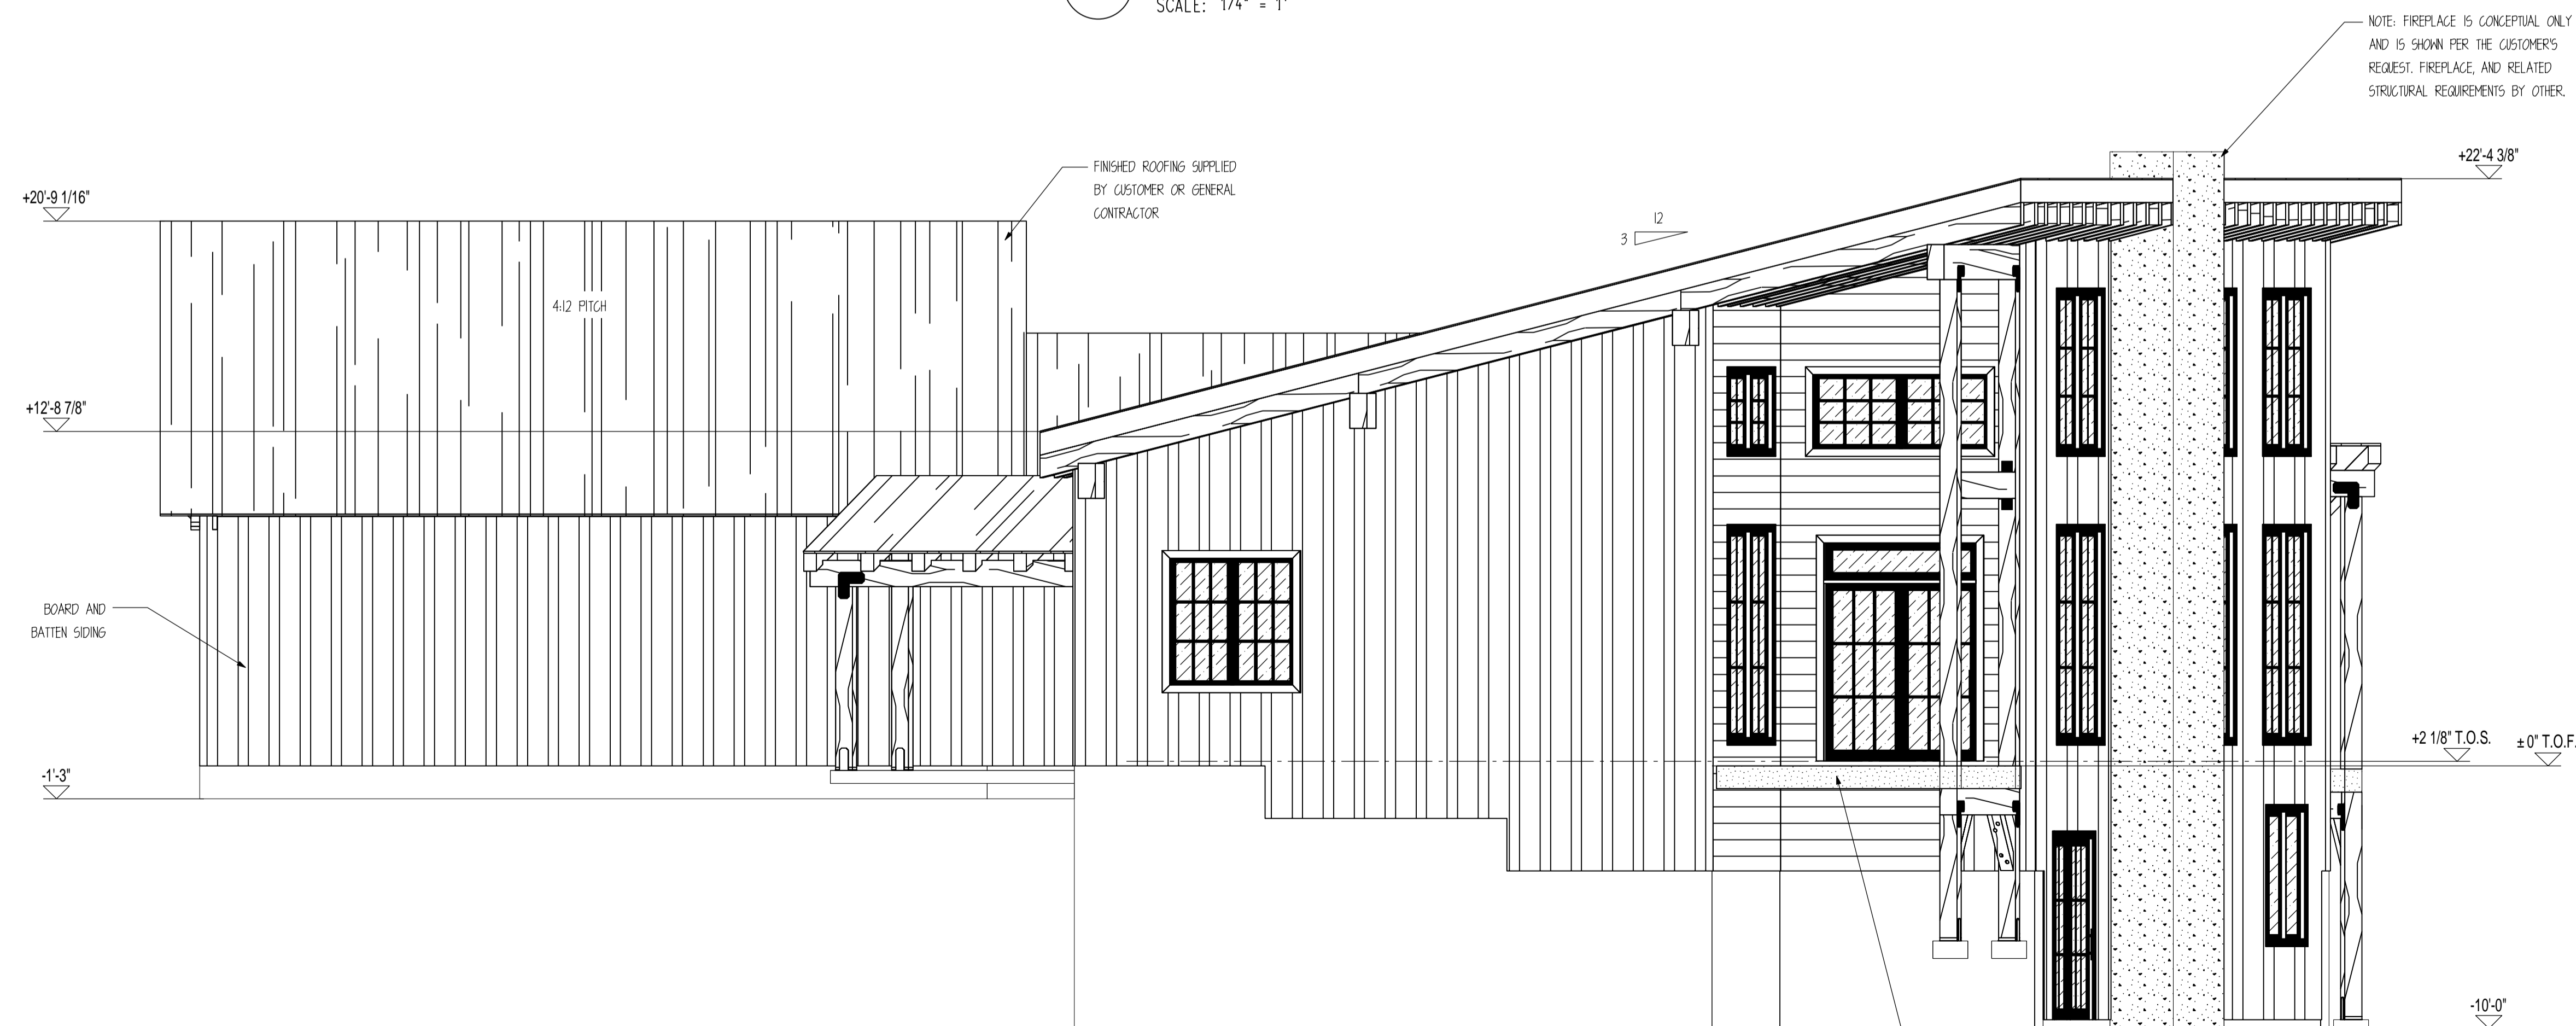 SCALE: 1/4" = 1'
NOTE: FIREPLACE IS CONCEPTUAL ONLY
AND IS SHOWN PER THE CUSTOMER'S
REQUEST. FIREPLACE, AND RELATED
STRUCTURAL REQUIREMENTS BY OTHER.
+22'-4 3/8"
FINISHED ROOFING SUPPLIED
BY CUSTOMER OR GENERAL
CONTRACTOR
+20'-9 1/16"
12
3
4:12 PITCH
+12'-8 7/8"
BOARD AND
BATTEN SIDING
+2 1/8" T.O.S.
±0" T.O.F.
-1'-3"
-10'-0"